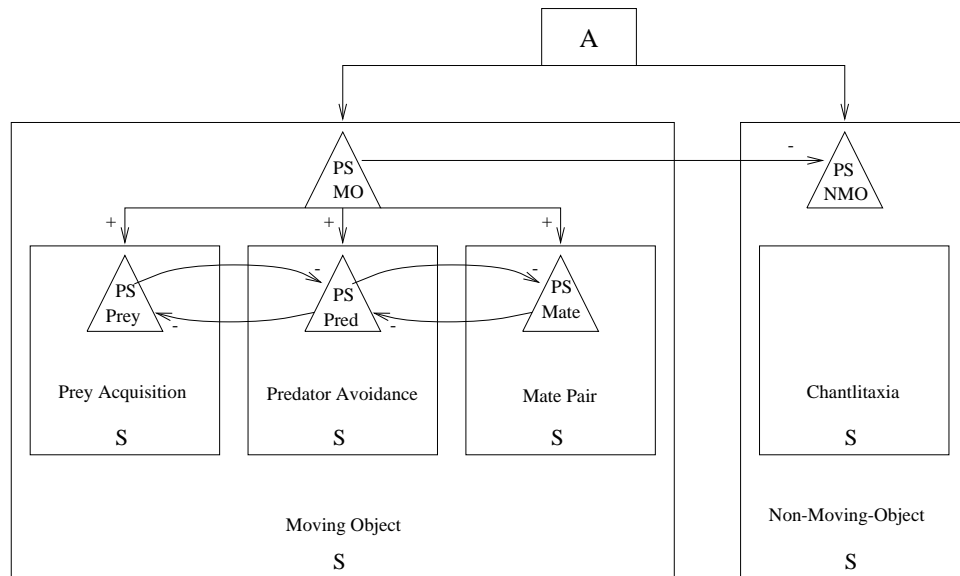 A
PS
MO
-
PS
NMO
+
+
+
PS
Prey
-
-
PS
Pred
-
-
PS
Mate
Prey Acquisition
S
Predator Avoidance
S
Mate Pair
S
Chantlitaxia
S
Moving Object
S
Non-Moving-Object
S